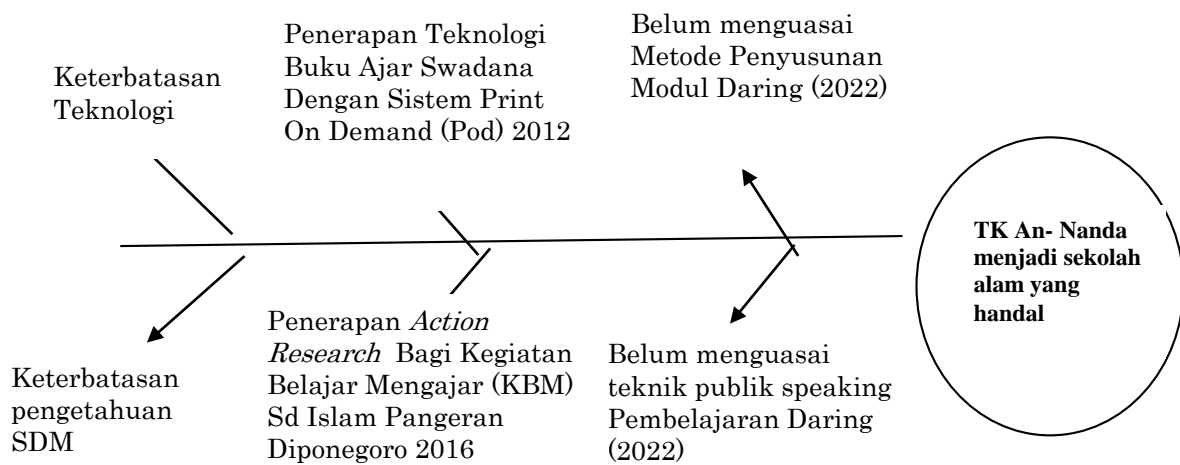 Keterbatasan
Teknologi
Penerapan Teknologi
Buku Ajar Swadana
Dengan Sistem Print
On Demand (Pod) 2012
Belum menguasai
Metode Penyusunan
Modul Daring (2022)
TK An- Nanda
menjadi sekolah
alam yang
handal
Keterbatasan
pengetahuan
SDM
Penerapan Action
Research Bagi Kegiatan
Belajar Mengajar (KBM)
Sd Islam Pangeran
Diponegoro 2016
Belum menguasai
teknik publik speaking
Pembelajaran Daring
(2022)